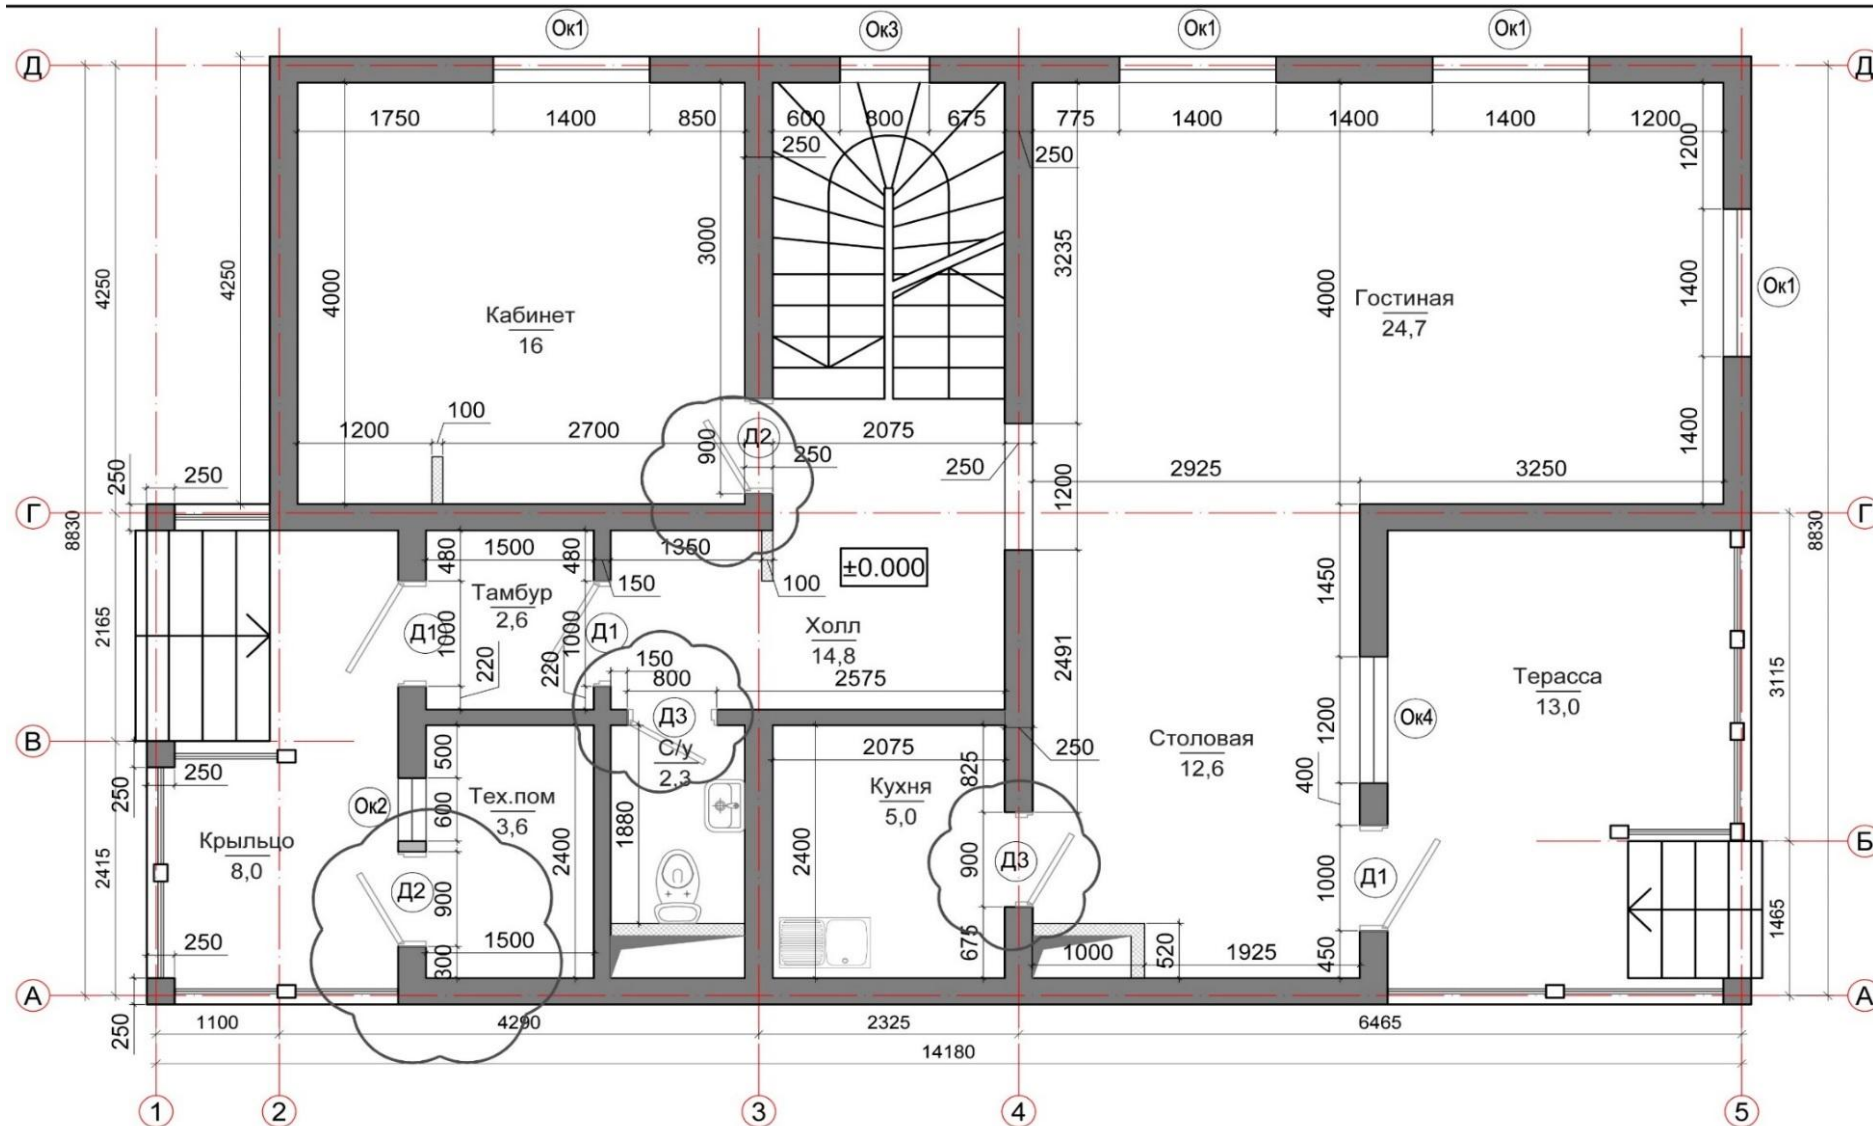 Ок1 Ок3 Ок1 Ок1
Д Д
1750 1400 850 600 800 675 775 1400 1400 1400 1200
250 250
1200
4250 4250 4000 3000 3235 4000 1400
Ок1
Кабинет
16
Гостиная
24,7
100
1200 2700 Д2 2075
900 250 250 1200
2925 3250
1400
250 250
Г Г
8830 8830
480 1500 480 1350
150 100
±0.000
1450
Тамбур
2,6
Холл
14,8
2165
Д1 1000 1000 Д1
220 220
150
800 2575
2491
3115
Терасса
13,0
Д3
1200 Ок4
В
250
500
С/у
2,3
2075
825
250
Столовая
12,6
400
250
Ок2
600
Тех.пом
3,6
1880
Кухня
5,0
Крыльцо
8,0
2415
2400
2400
900 Д3
Б
Д2
900
1000 Д1
1465
250
1500
300
675
1000 520 1925 450
А А
250
1100 4290 2325 6465
14180
1 2 3 4 5